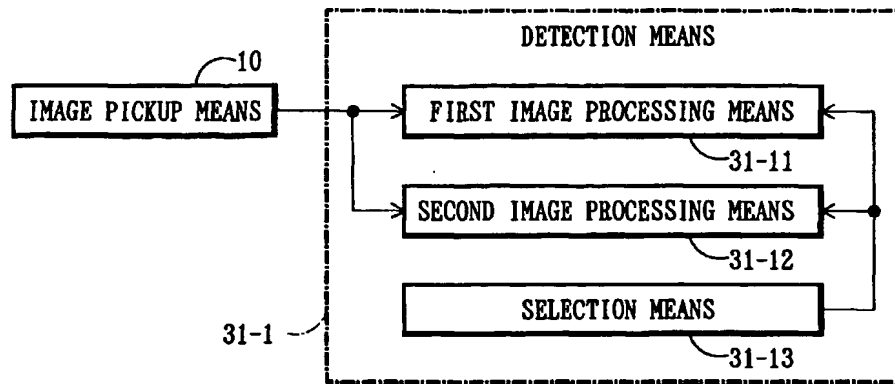 DETECTION MEANS
10
IMAGE PICKUP MEANS
FIRST IMAGE PROCESSING MEANS
31-11
SECOND IMAGE PROCESSING MEANS
31-12
SELECTION MEANS
31-1
31-13